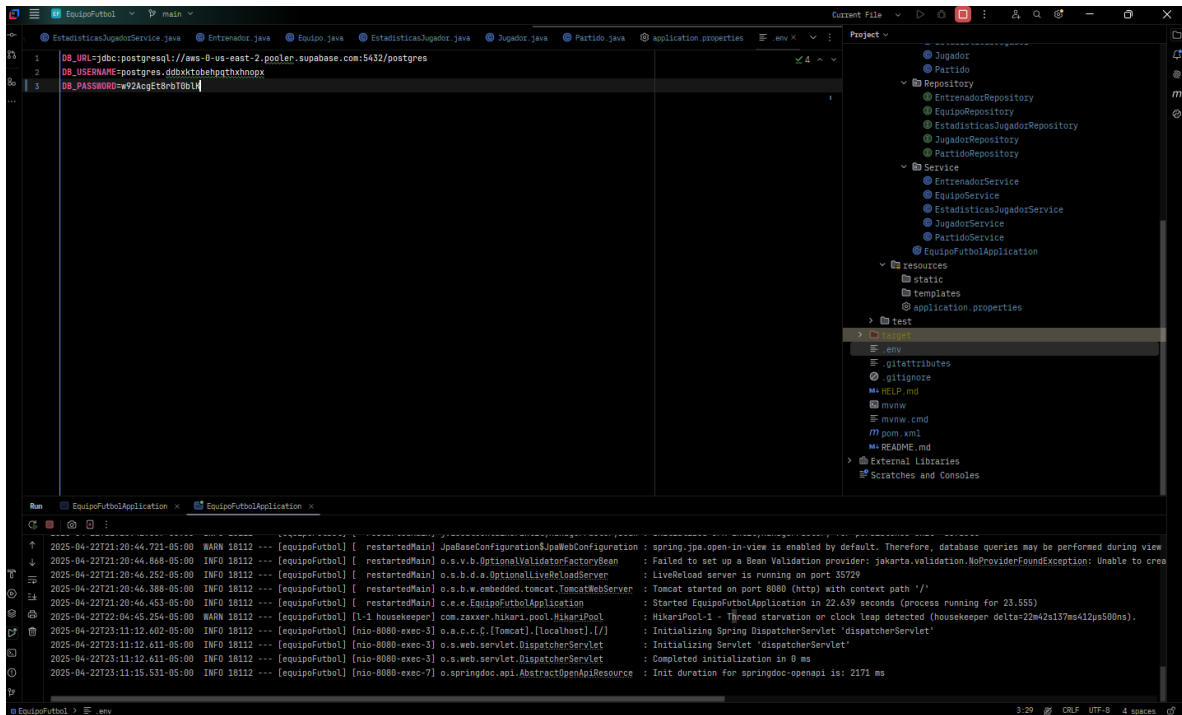 EF EquipoFutbol main Current File
EstadisticasJugadorService.java Entrenador.java Equipo.java EstadisticasJugador.java Jugador.java Partido.java application.properties .env
Project
1 DB_URL=jdbc:postgresql://aws-0-us-east-2.pooler.supabase.com:5432/postgres
2 DB_USERNAME=postgres.ddbxktobehpqthxhnopx
3 DB_PASSWORD=w92AcgEt8rbT0blK
4
Jugador
Partido
Repository
EntrenadorRepository
EquipoRepository
EstadisticasJugadorRepository
JugadorRepository
PartidoRepository
Service
EntrenadorService
EquipoService
EstadisticasJugadorService
JugadorService
PartidoService
EquipoFutbolApplication
resources
static
templates
application.properties
test
target
.env
.gitattributes
.gitignore
HELP.md
mvnw
mvnw.cmd
pom.xml
README.md
External Libraries
Scratches and Consoles
Run EquipoFutbolApplication EquipoFutbolApplication
2025-04-22T21:20:44.721-05:00 WARN 18112 --- [equipoFutbol] [ restartedMain] JpaBaseConfiguration$JpaWebConfiguration : spring.jpa.open-in-view is enabled by default. Therefore, database queries may be performed during view
2025-04-22T21:20:44.868-05:00 INFO 18112 --- [equipoFutbol] [ restartedMain] o.s.v.b.OptionalValidatorFactoryBean : Failed to set up a Bean Validation provider: jakarta.validation.NoProviderFoundException: Unable to crea
2025-04-22T21:20:46.252-05:00 INFO 18112 --- [equipoFutbol] [ restartedMain] o.s.b.d.a.OptionalLiveReloadServer : LiveReload server is running on port 35729
2025-04-22T21:20:46.388-05:00 INFO 18112 --- [equipoFutbol] [ restartedMain] o.s.b.w.embedded.tomcat.TomcatWebServer : Tomcat started on port 8080 (http) with context path '/'
2025-04-22T21:20:46.453-05:00 INFO 18112 --- [equipoFutbol] [ restartedMain] c.e.e.EquipoFutbolApplication : Started EquipoFutbolApplication in 22.639 seconds (process running for 23.555)
2025-04-22T22:04:45.254-05:00 WARN 18112 --- [equipoFutbol] [l-1 housekeeper] com.zaxxer.hikari.pool.HikariPool : HikariPool-1 - Thread starvation or clock leap detected (housekeeper delta=22m42s137ms412µs500ns).
2025-04-22T23:11:12.602-05:00 INFO 18112 --- [equipoFutbol] [nio-8080-exec-3] o.a.c.c.C.[Tomcat].[localhost].[/] : Initializing Spring DispatcherServlet 'dispatcherServlet'
2025-04-22T23:11:12.611-05:00 INFO 18112 --- [equipoFutbol] [nio-8080-exec-3] o.s.web.servlet.DispatcherServlet : Initializing Servlet 'dispatcherServlet'
2025-04-22T23:11:12.611-05:00 INFO 18112 --- [equipoFutbol] [nio-8080-exec-3] o.s.web.servlet.DispatcherServlet : Completed initialization in 0 ms
2025-04-22T23:11:15.531-05:00 INFO 18112 --- [equipoFutbol] [nio-8080-exec-7] o.springdoc.api.AbstractOpenApiResource : Init duration for springdoc-openapi is: 2171 ms
EquipoFutbol > .env 3:29 CRLF UTF-8 4 spaces